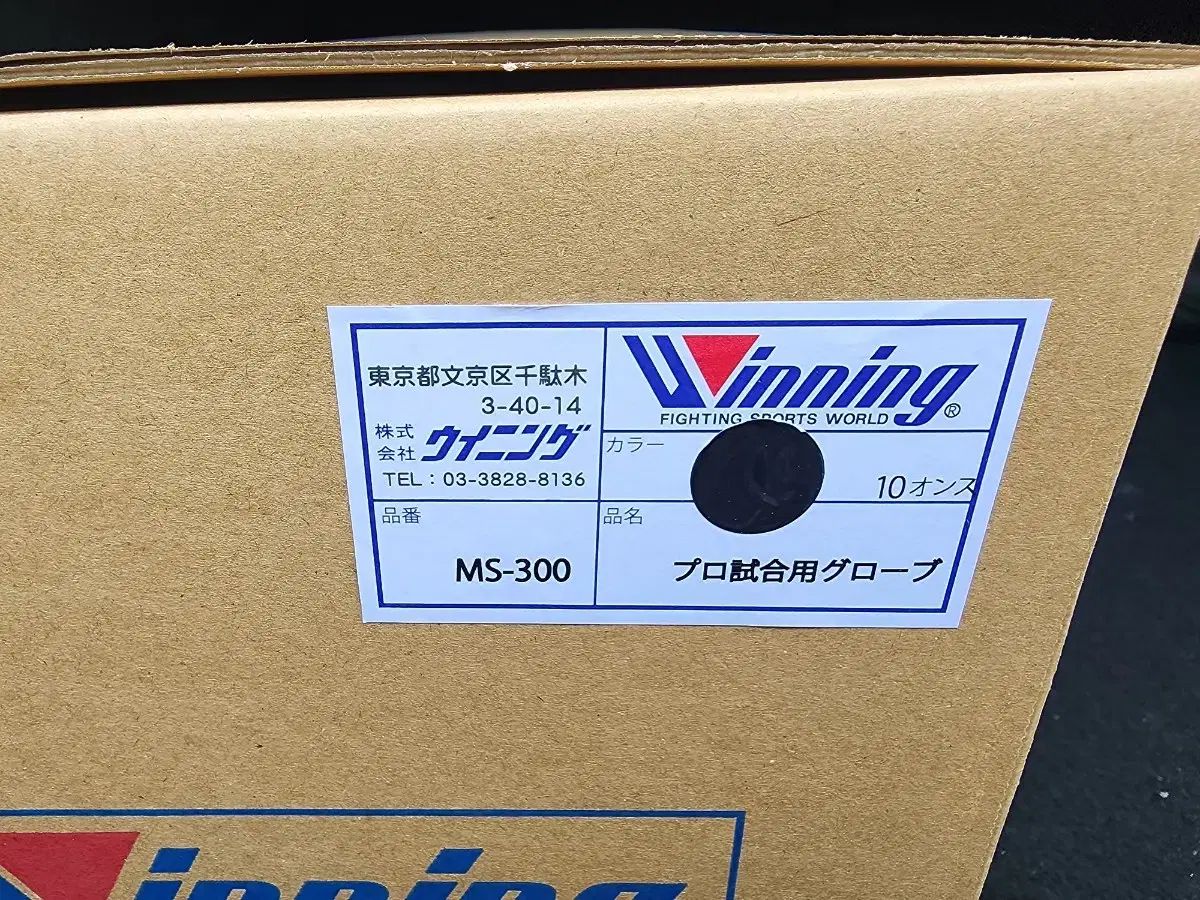 東京都文京区千駄木
3-40-14
株式
会社 ウイニング
TEL：03-3828-8136
Winning®
FIGHTING SPORTS WORLD
カラー
10オンス
品番
MS-300
品名
プロ試合用グローブ
Winning